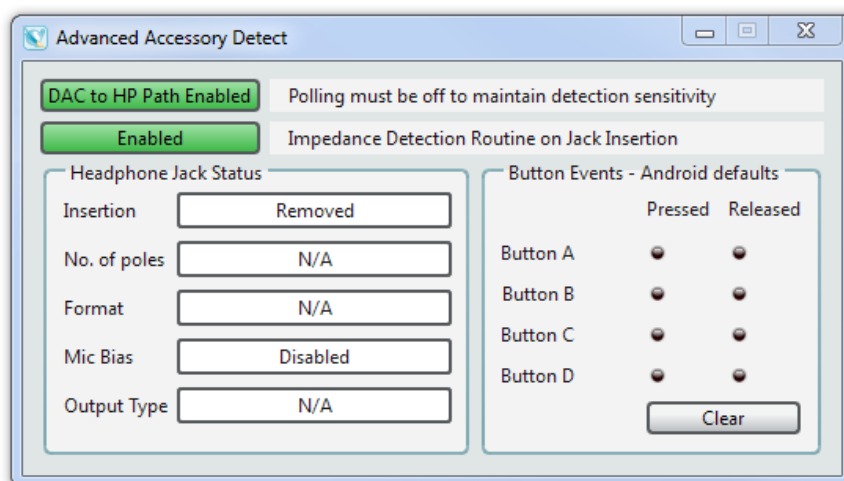 Advanced Accessory Detect
DAC to HP Path Enabled
Polling must be off to maintain detection sensitivity
Enabled
Impedance Detection Routine on Jack Insertion
Headphone Jack Status
Insertion
Removed
No. of poles
N/A
Format
N/A
Mic Bias
Disabled
Output Type
N/A
Button Events - Android defaults
Pressed Released
Button A
Button B
Button C
Button D
Clear